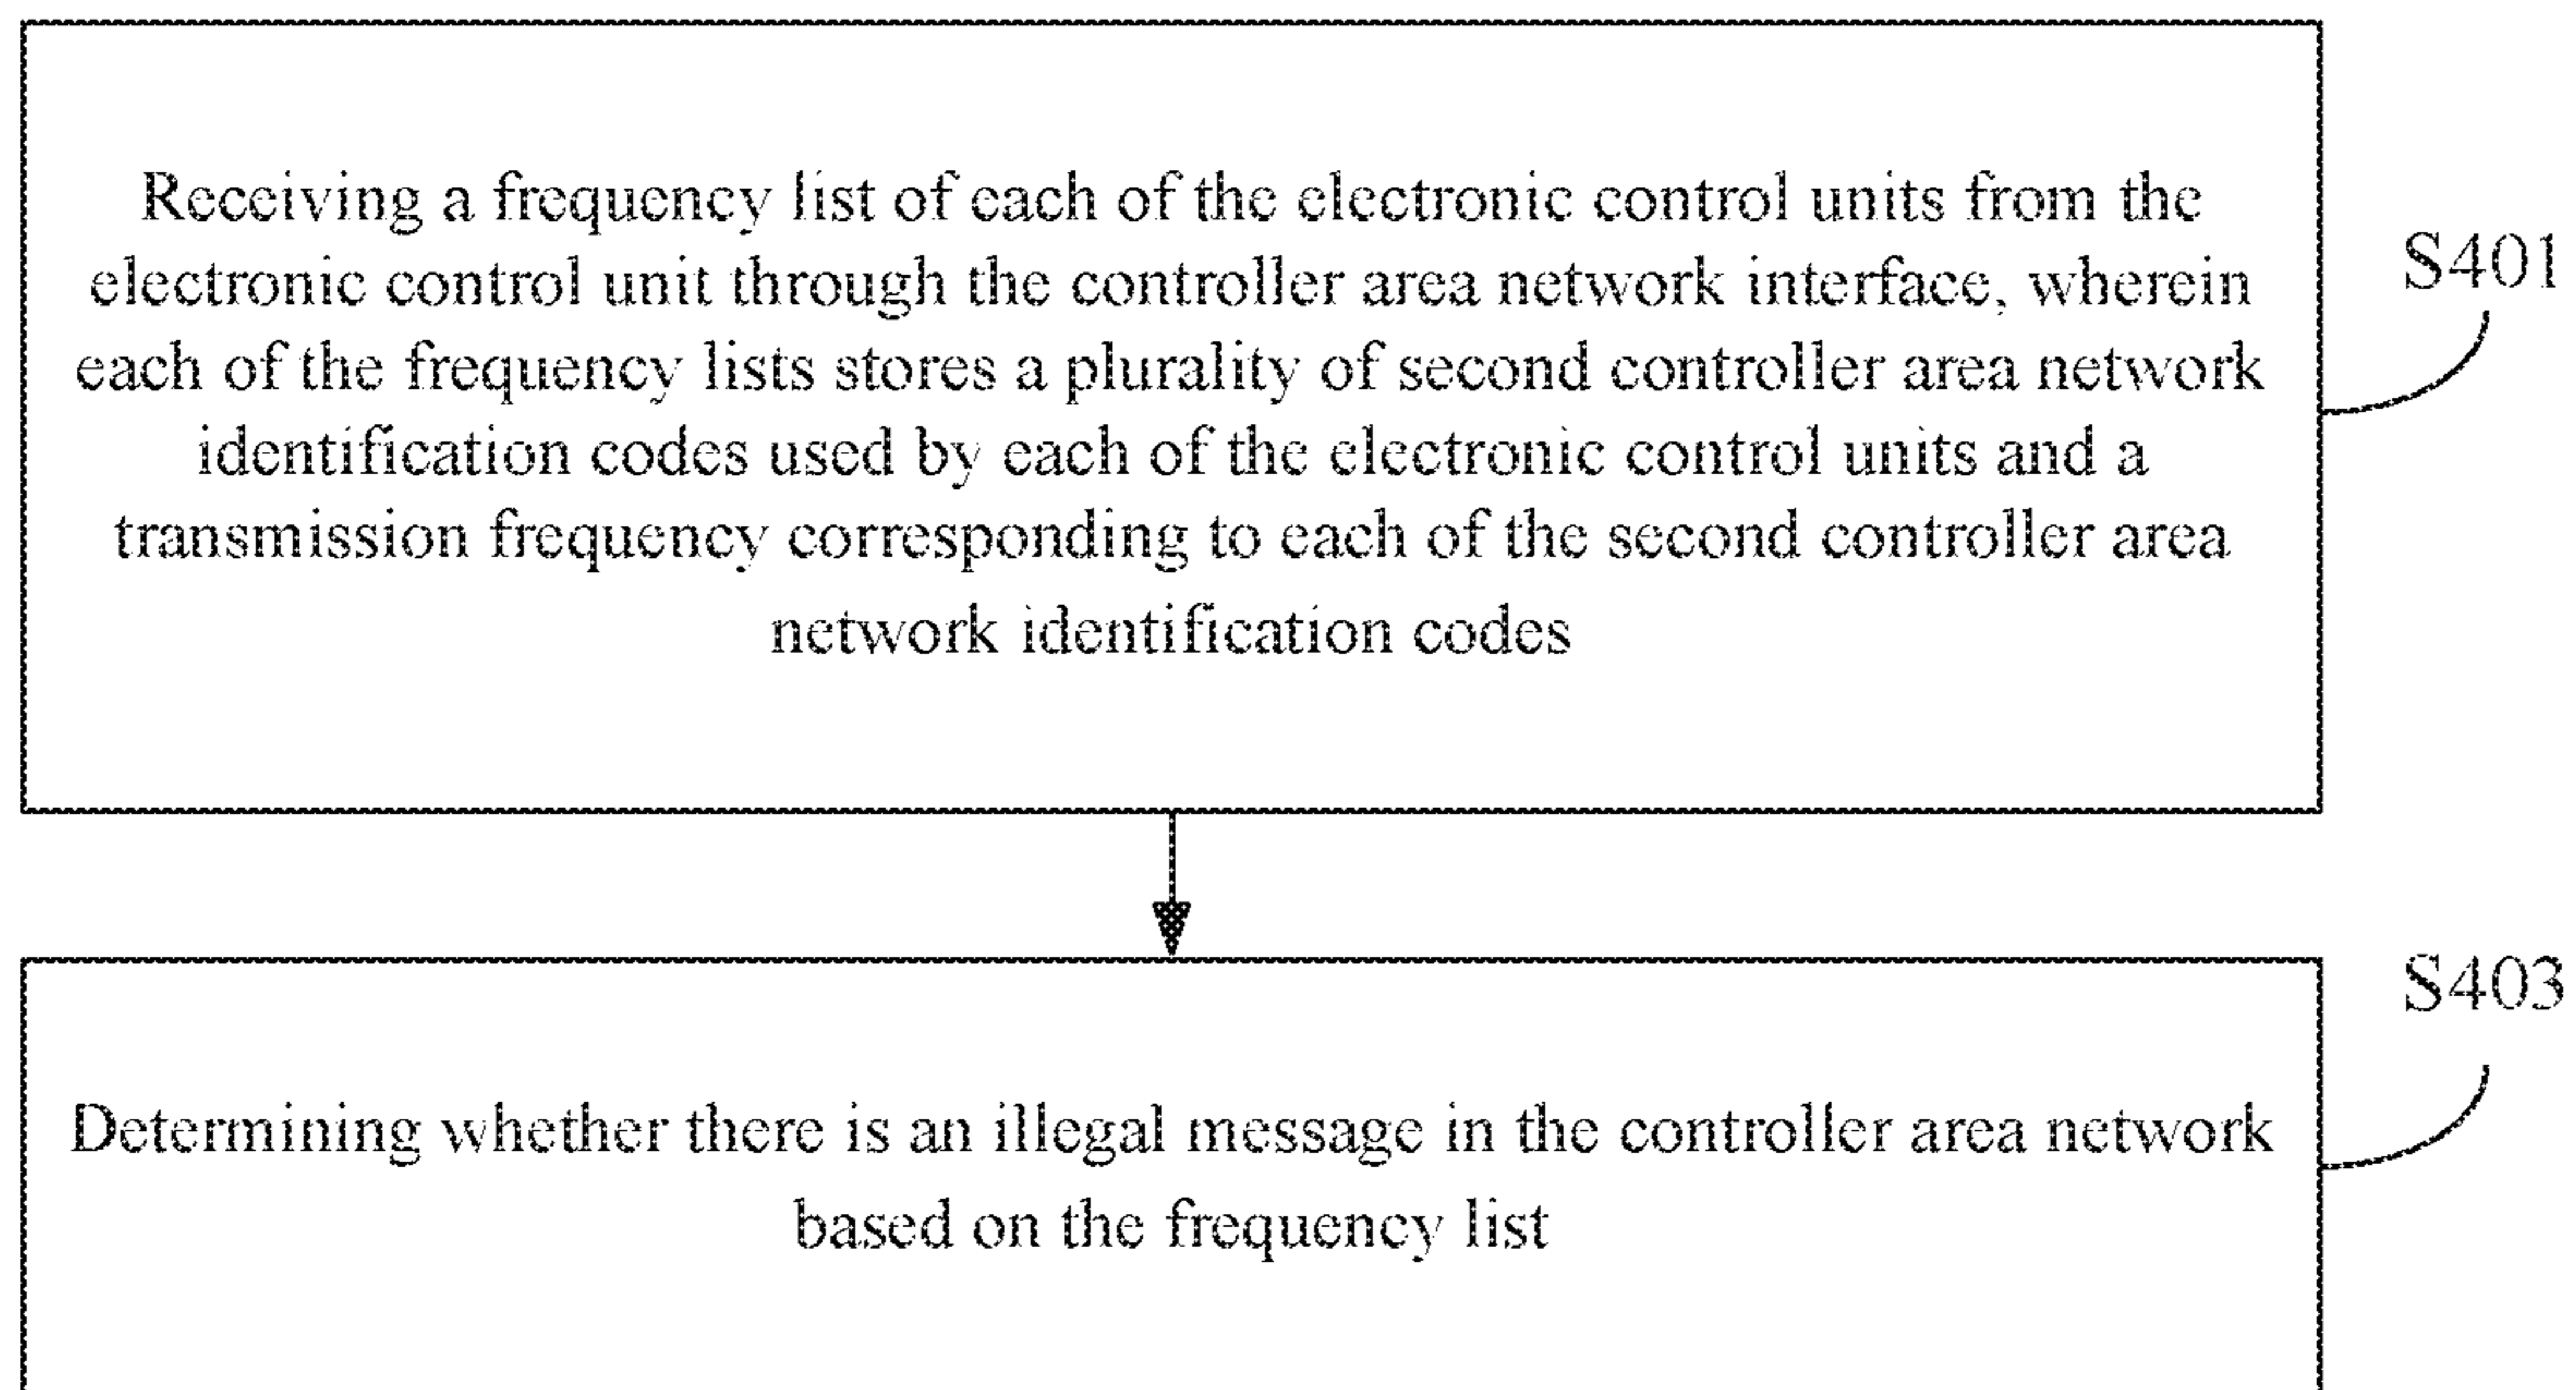 Receiving a frequency list of each of the electronic control units from the
electronic control unit through the controller area network interface, wherein
each of the frequency lists stores a plurality of second controller area network
identification codes used by each of the electronic control units and a
transmission frequency corresponding to each of the second controller area
network identification codes
S401
Determining whether there is an illegal message in the controller area network
based on the frequency list
S403